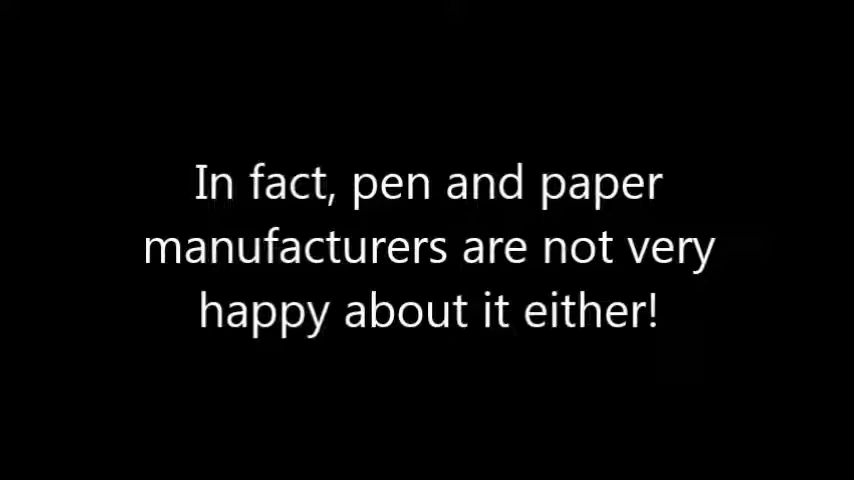 In fact, pen and paper
manufacturers are not very
happy about it either!